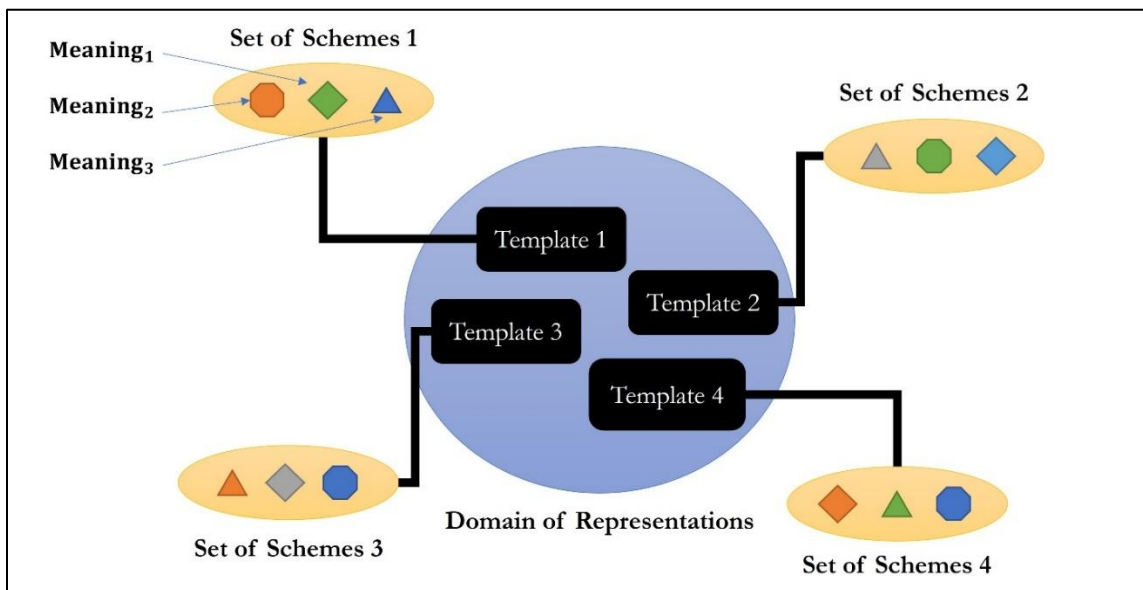 Set of Schemes 1
Meaning₁
Meaning₂
Meaning₃
Set of Schemes 2
Template 1
Template 2
Template 3
Template 4
Domain of Representations
Set of Schemes 3
Set of Schemes 4